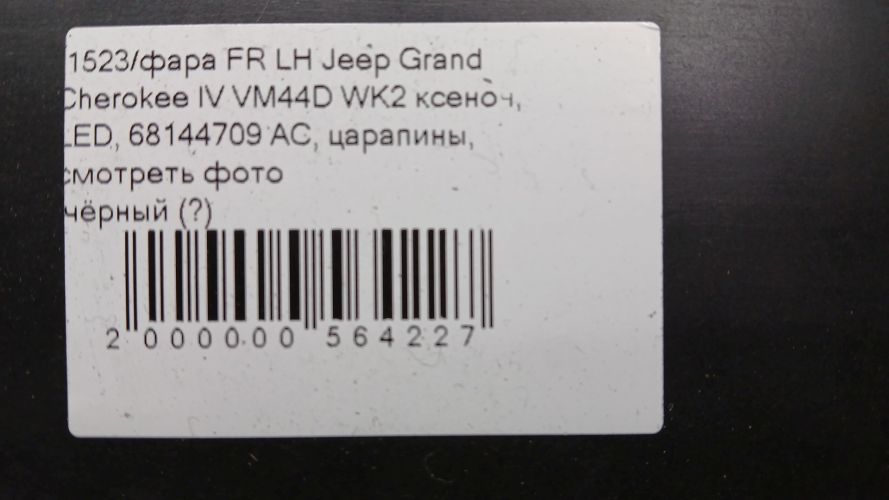 1523/фара FR LH Jeep Grand
Cherokee IV VM44D WK2 ксенон,
LED, 68144709 AC, царапины,
смотреть фото
чёрный (?)
2 000000 564227